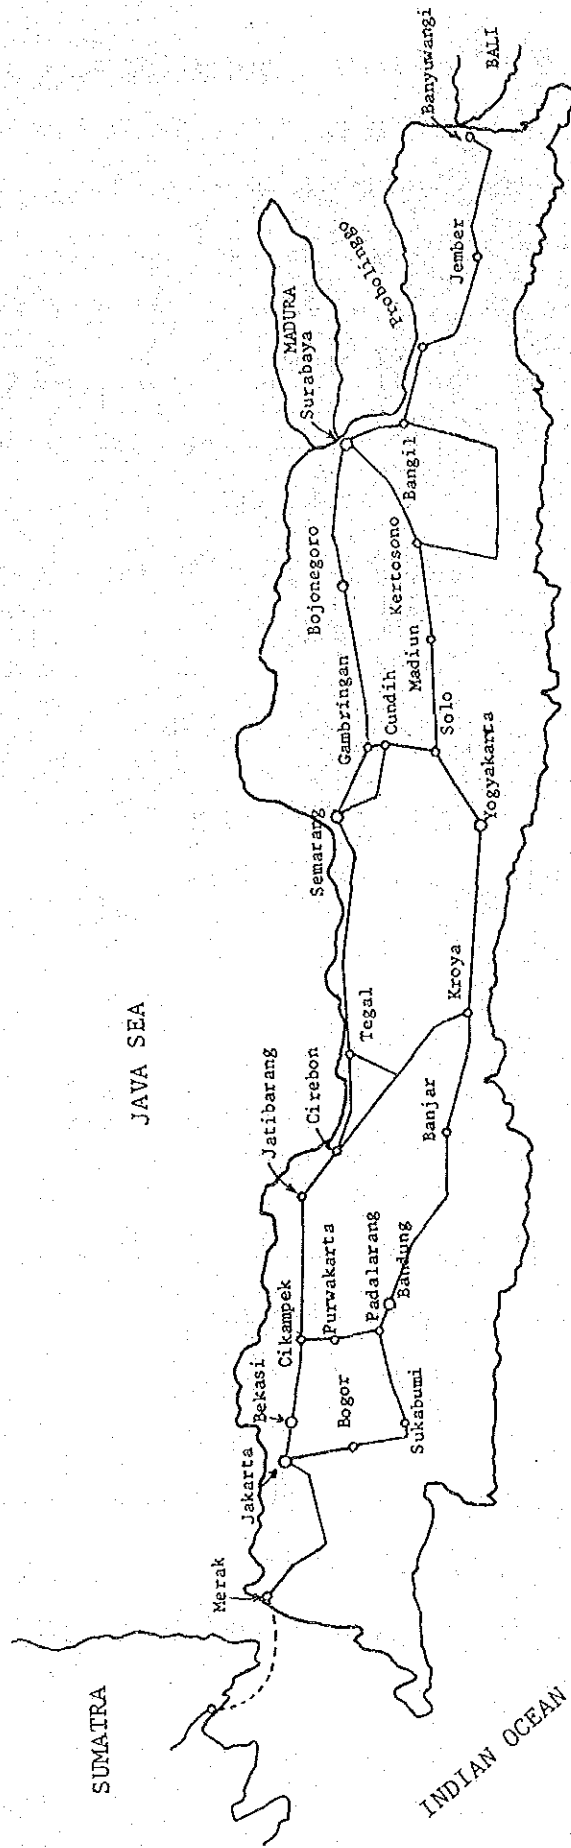 SUMATRA
JAVA SEA
INDIAN OCEAN
Merak
Jakarta
Bekasi
Cikampek
Bogor
Purwakarta
Sukabumi
Padalarang
Bandung
Jatibarang
Cirebon
Banjar
Tegal
Kroya
Semarang
Yogyakarta
Gambringan
Cundih
Solo
Madiun
Bojonegoro
Kertosono
MADURA
Surabaya
Bangil
Probolinggo
Jember
Banyuwangi
BALI